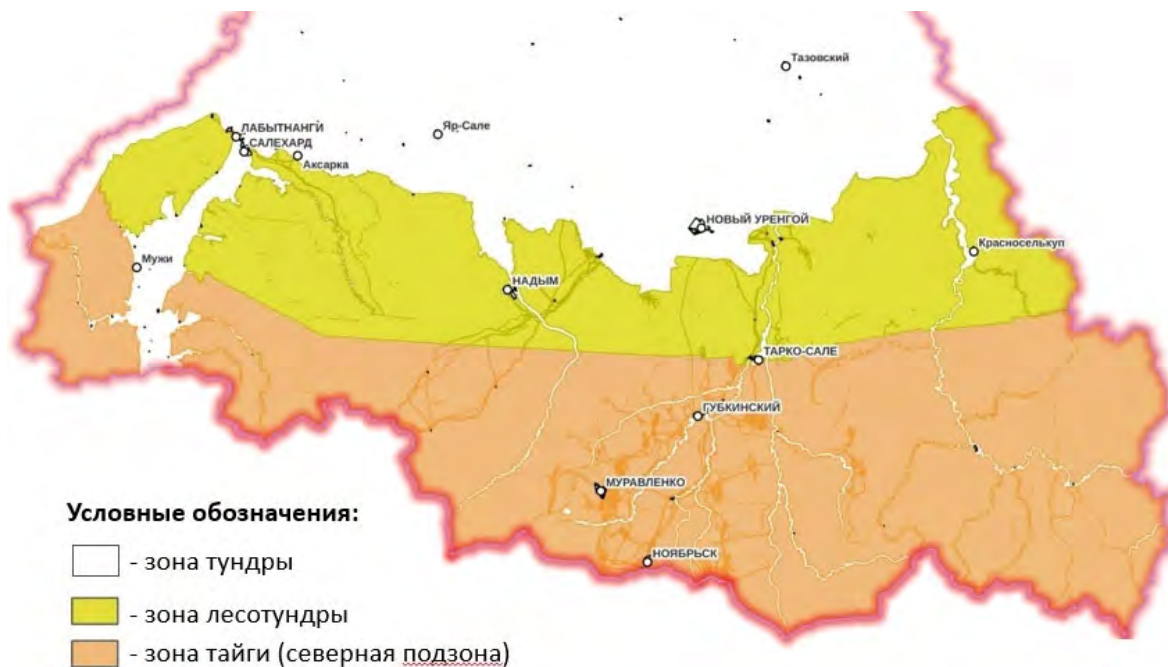 Тазовский
Яр-Сале
ЛАБЫТНАНГИ
САЛЕХАРД
Аксарка
НОВЫЙ УРЕНГОЙ
Красноселькуп
Мужи
НАДЫМ
ТАРКО-САЛЕ
ГУБКИНСКИЙ
МУРАВЛЕНКО
НОЯБРЬСК
Условные обозначения:
- зона тундры
- зона лесотундры
- зона тайги (северная подзона)